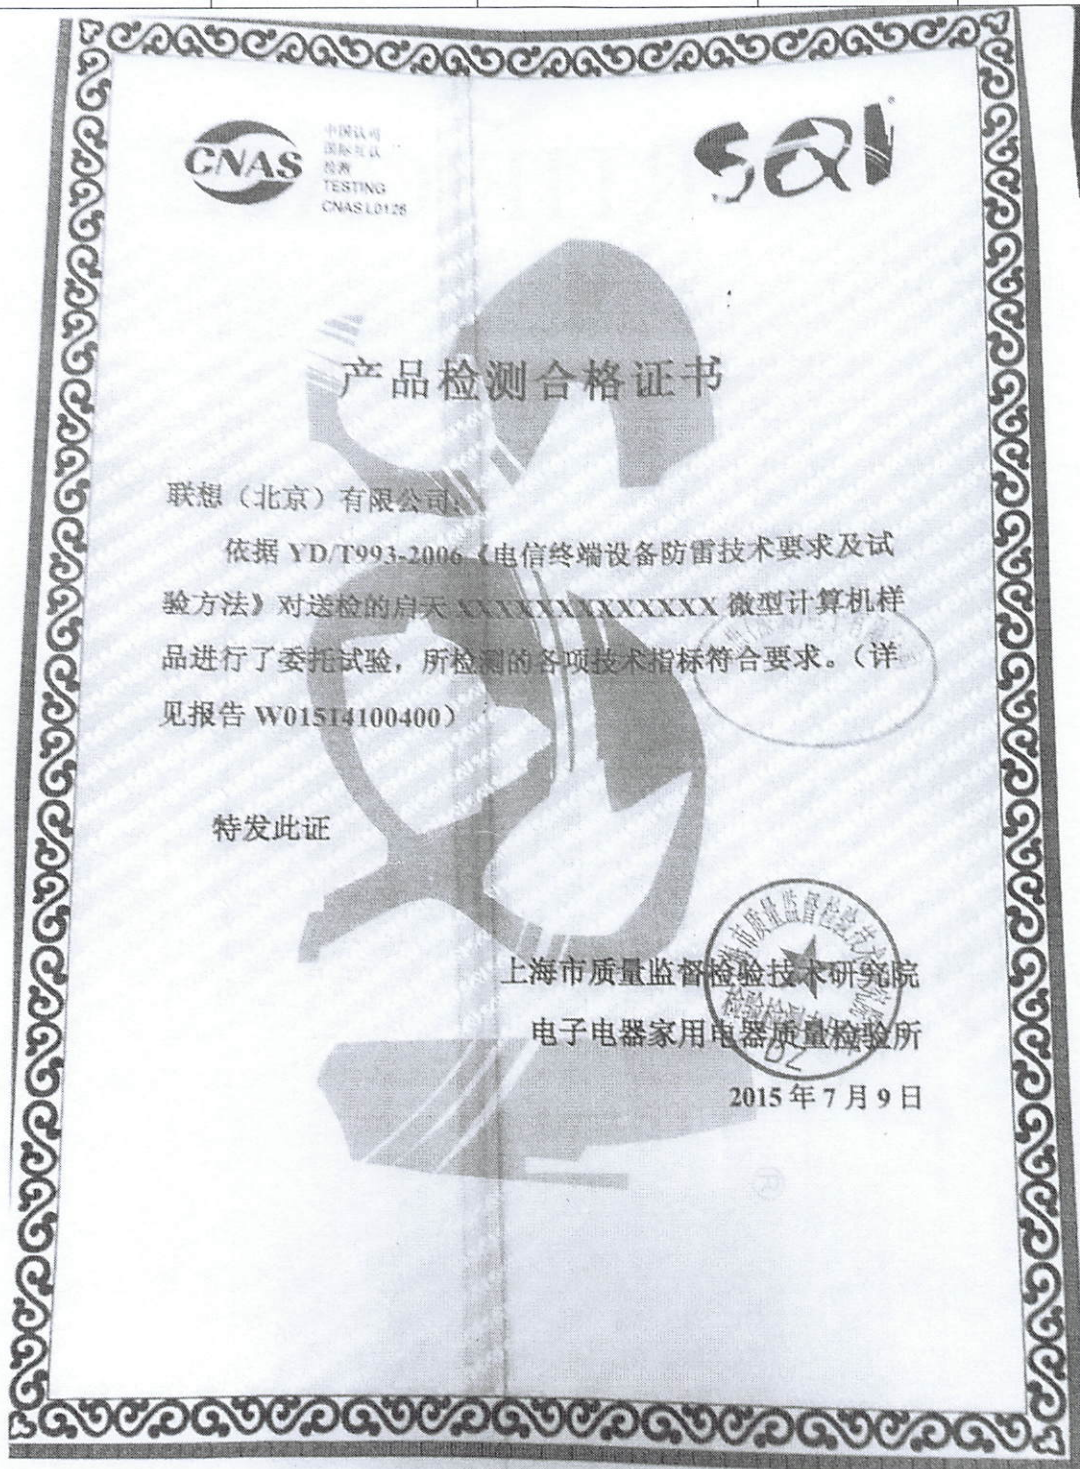 CNAS
中国认可
国际互认
检测
TESTING
CNAS L0128
SQI
产品检测合格证书
联想（北京）有限公司：
依据 YD/T993-2006《电信终端设备防雷技术要求及试
验方法》对送检的启天 XXXXXXXXXXXXX 微型计算机样
品进行了委托试验，所检测的各项技术指标符合要求。（详
见报告 W01514100400）
特发此证
上海市质量监督检验技术研究院
电子电器家用电器质量检验所
2015 年 7 月 9 日